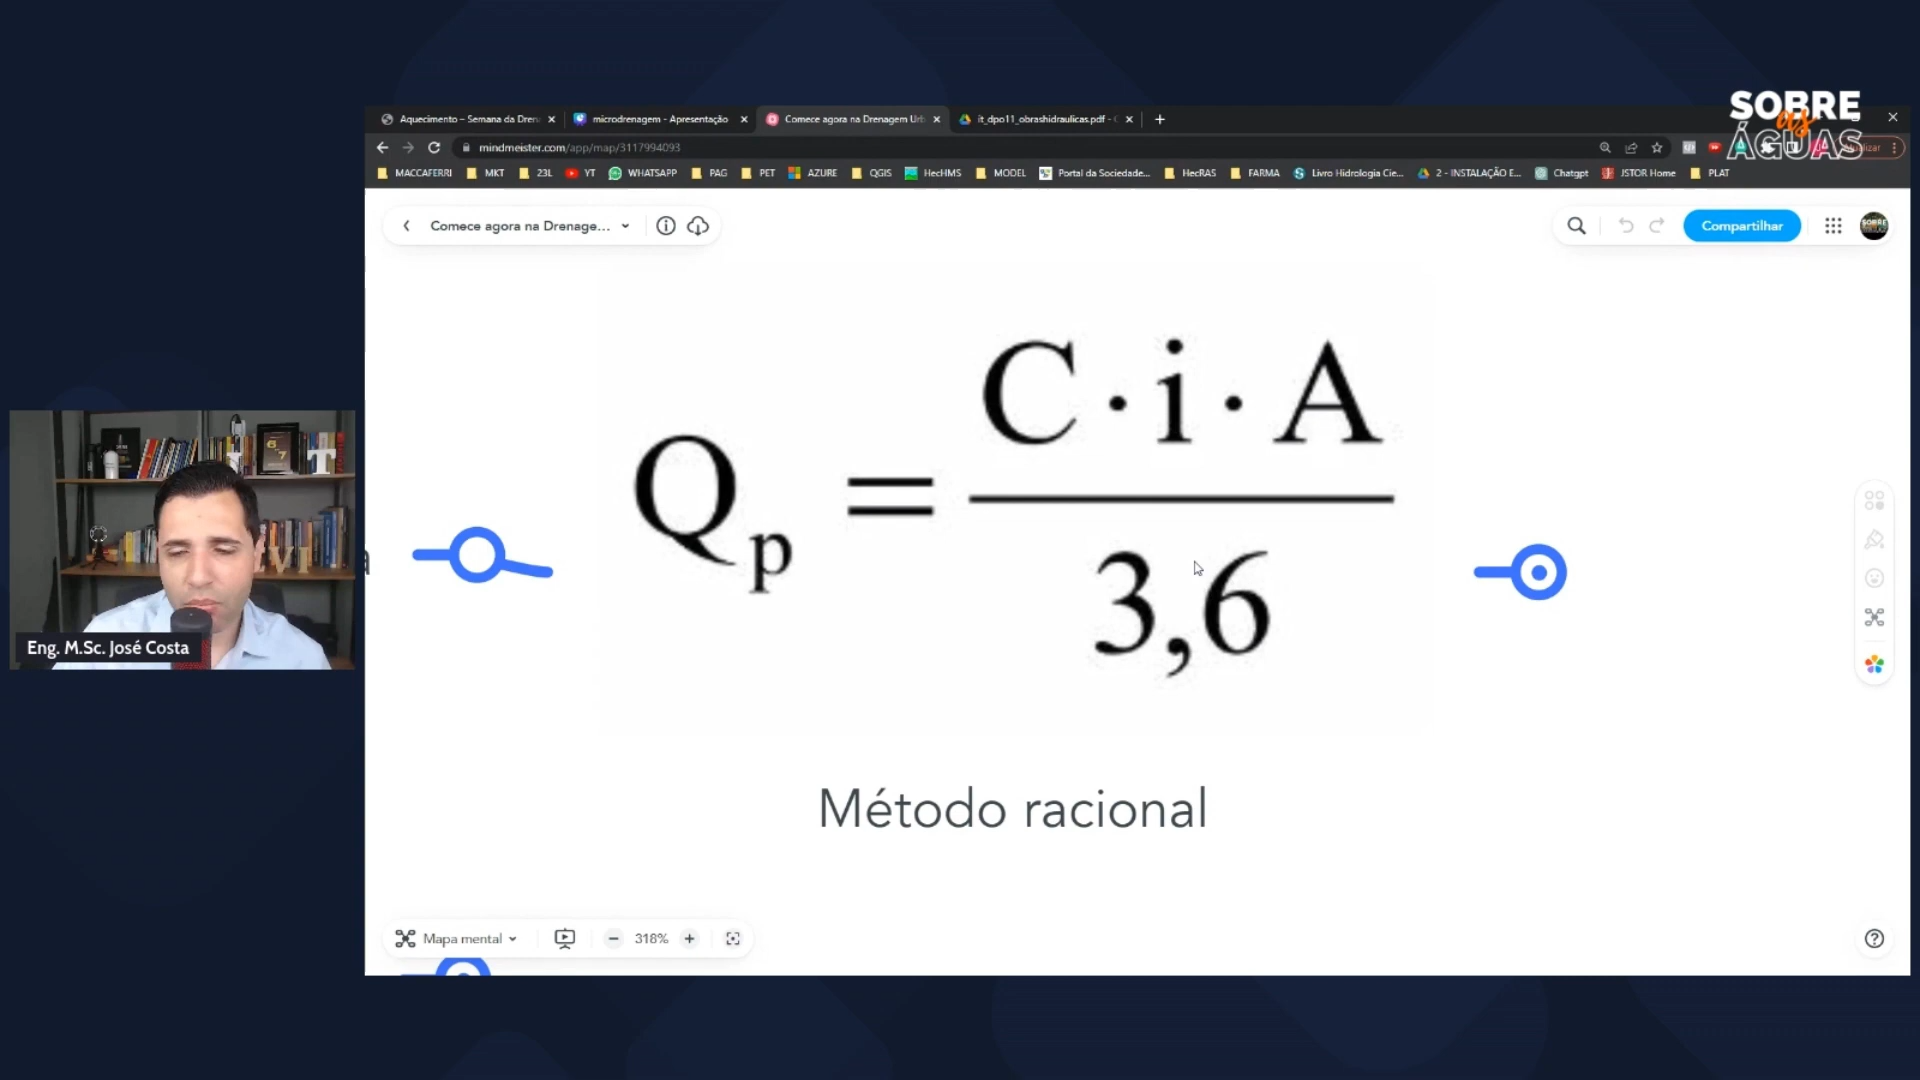 SOBRE
as
ÁGUAS
Aquecimento – Semana da Dren
microdrenagem - Apresentação
Comece agora na Drenagem Urb
it_dpo11_obrashidraulicas.pdf -
mindmeister.com/app/map/3117994093
MACCAFERRI MKT 23L YT WHATSAPP PAG PET AZURE QGIS HecHMS MODEL Portal da Sociedade... HecRAS FARMA Livro Hidrologia Cie... 2 - INSTALAÇÃO E... Chatgpt JSTOR Home PLAT
Comece agora na Drenage...
Compartilhar
Qp = C · i · A
3,6
Método racional
Eng. M.Sc. José Costa
Mapa mental
318%